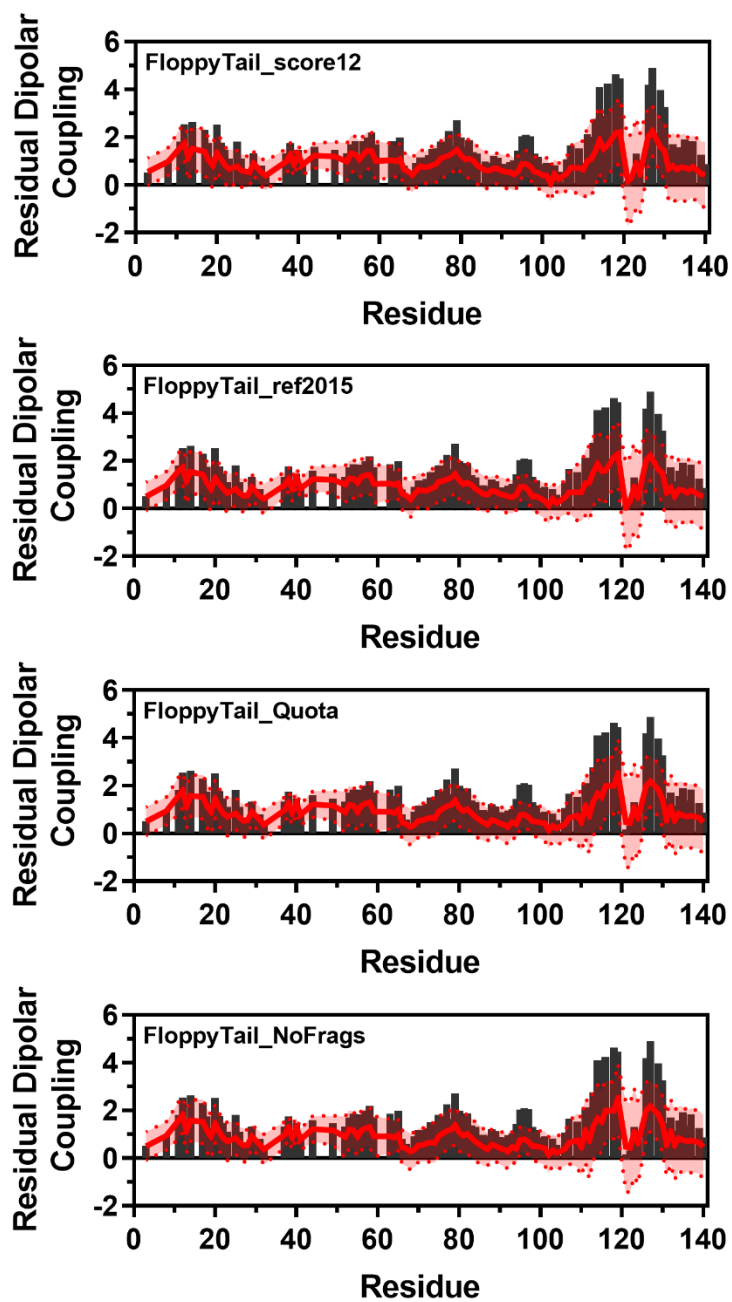 FloppyTail_score12
Residual Dipolar
Coupling
6
4
2
0
-2
0 20 40 60 80 100 120 140
Residue
FloppyTail_ref2015
Residual Dipolar
Coupling
6
4
2
0
-2
0 20 40 60 80 100 120 140
Residue
FloppyTail_Quota
Residual Dipolar
Coupling
6
4
2
0
-2
0 20 40 60 80 100 120 140
Residue
FloppyTail_NoFrags
Residual Dipolar
Coupling
6
4
2
0
-2
0 20 40 60 80 100 120 140
Residue